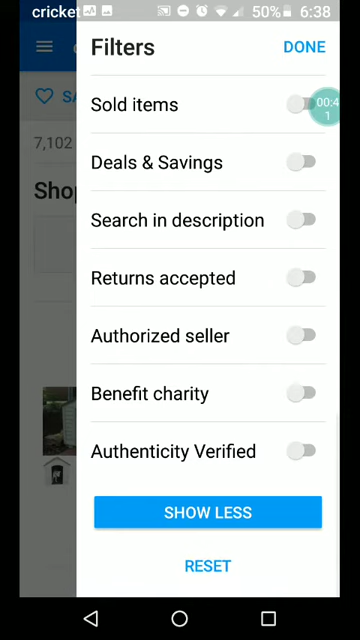 cricket 50% 6:38
Filters DONE
Sold items
00:4
1
Deals & Savings
7,102
Shop
Search in description
Returns accepted
Authorized seller
Benefit charity
Authenticity Verified
SHOW LESS
RESET